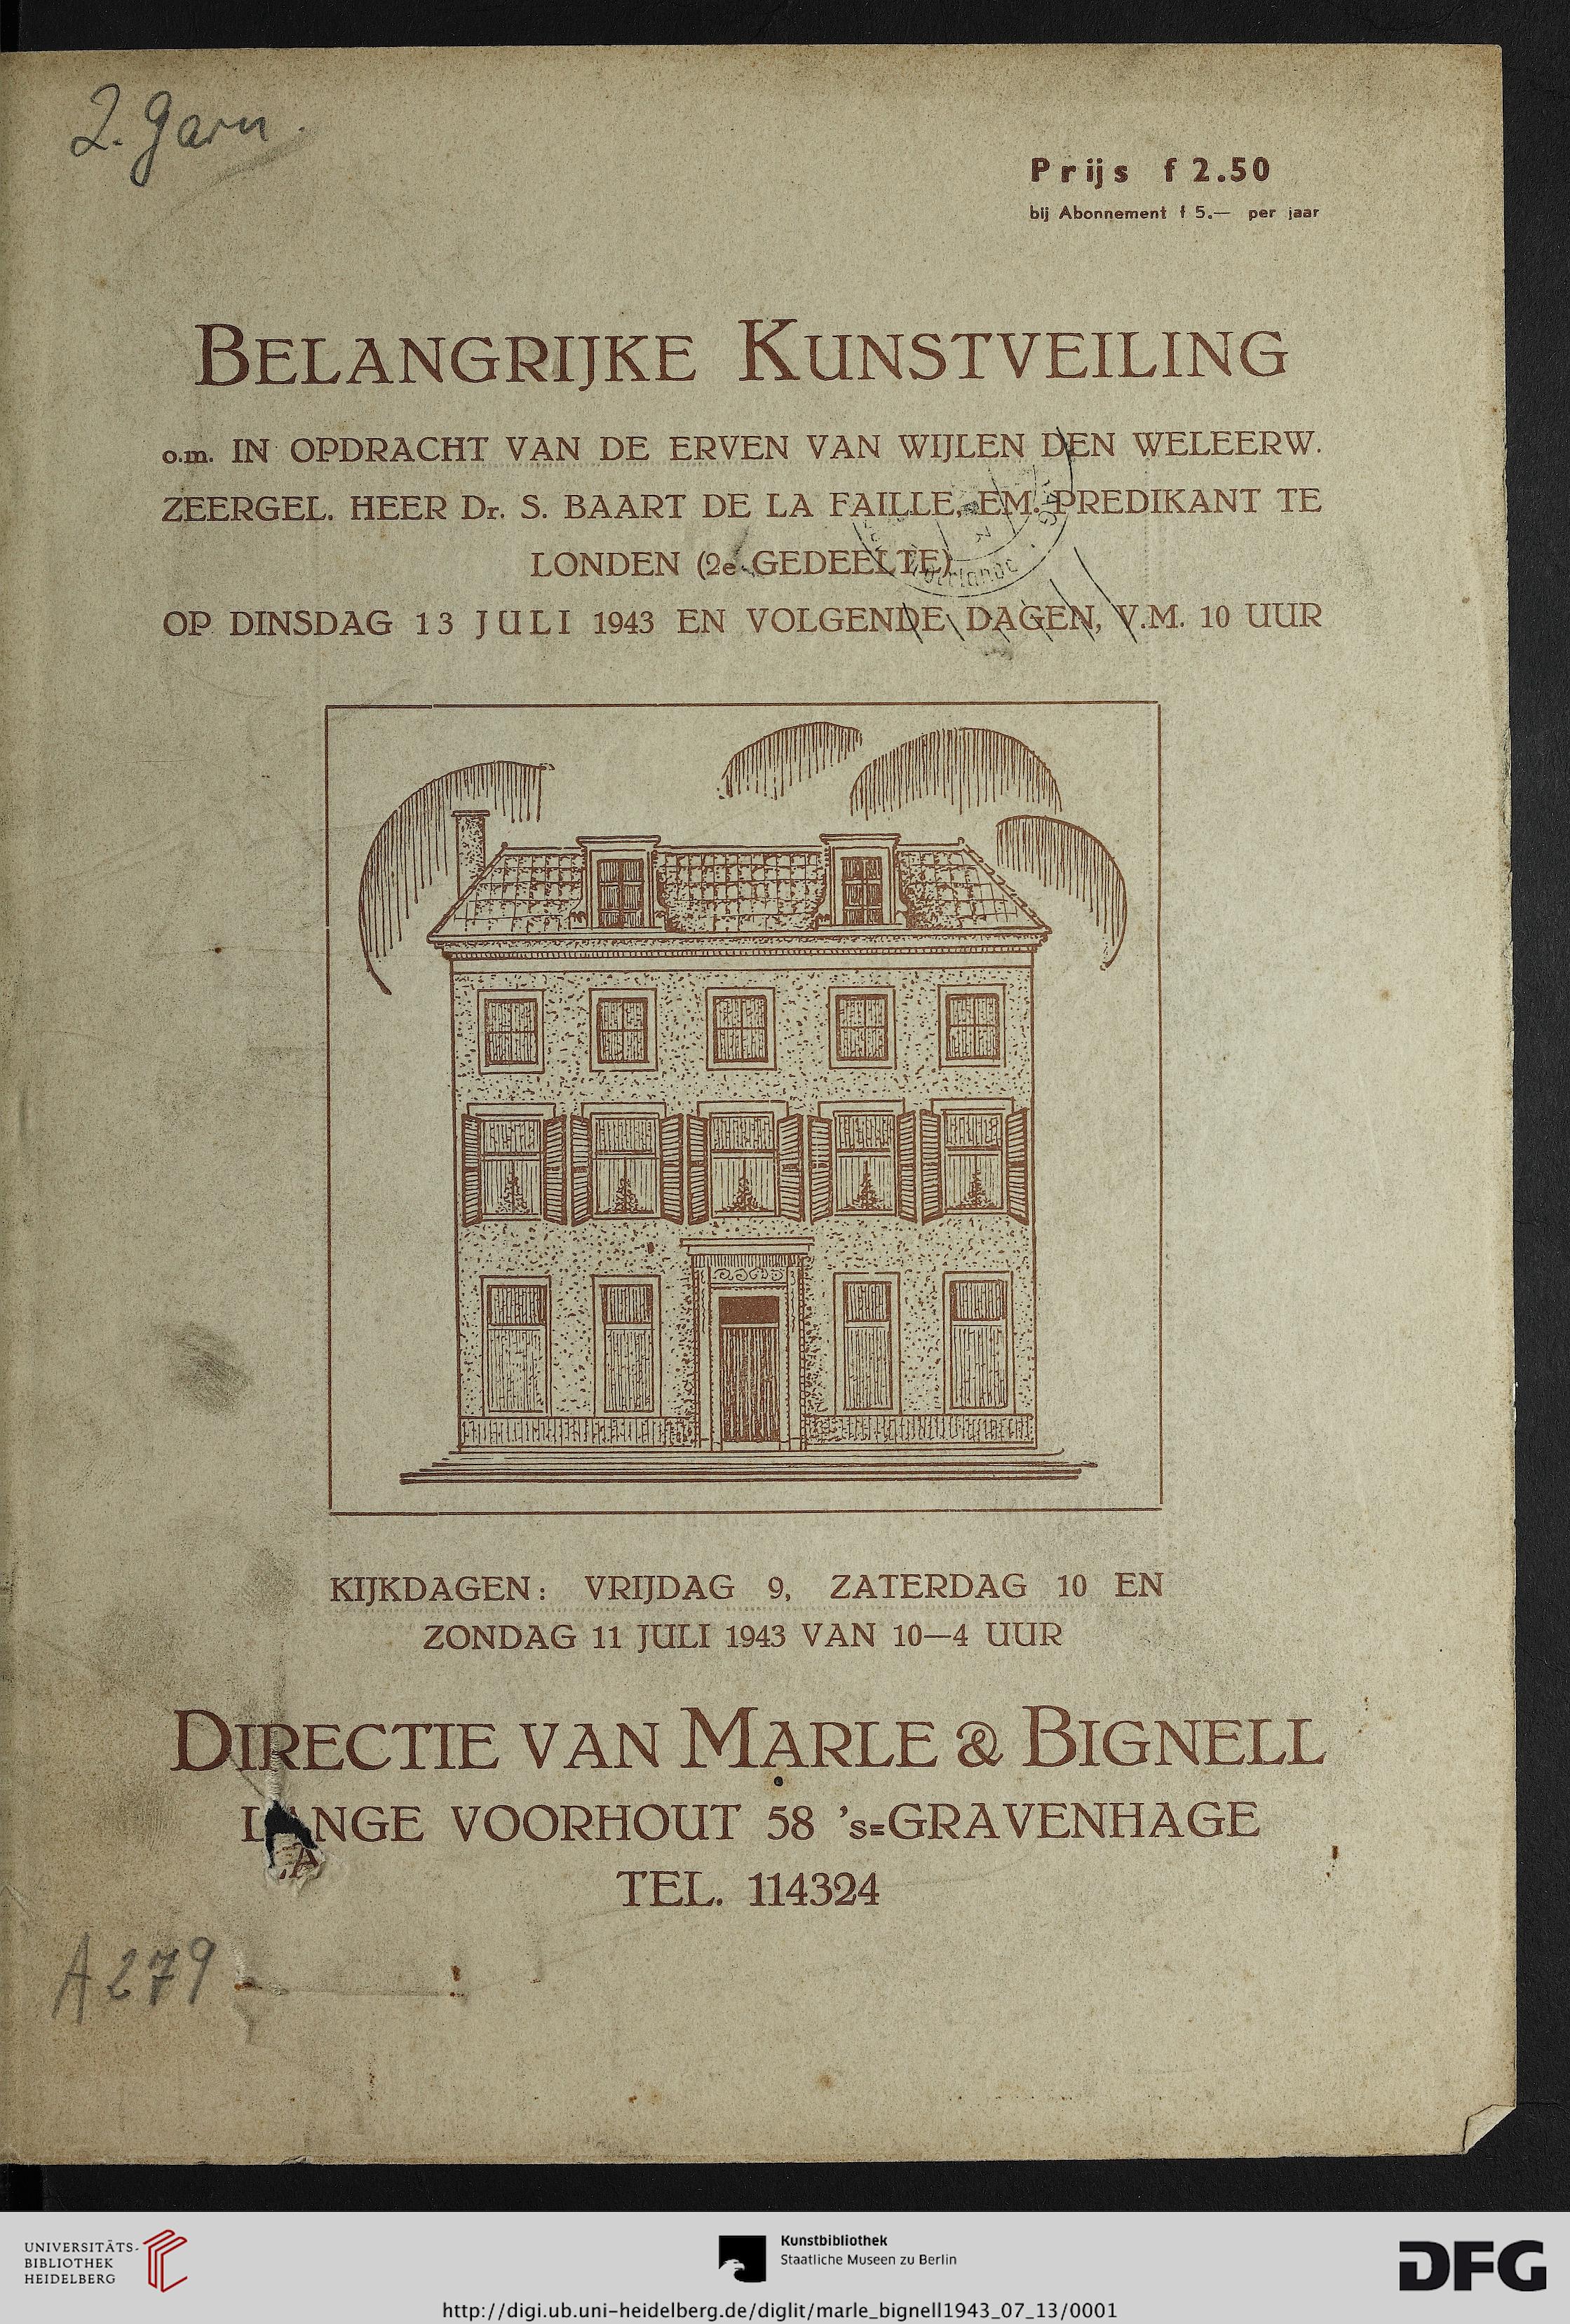 2. Garn.
Prijs f 2.50
bij Abonnement f 5.— per jaar
BELANGRIJKE KUNSTVEILING
o.m. IN OPDRACHT VAN DE ERVEN VAN WIJLEN DEN WELEERW.
ZEERGEL. HEER Dr. S. BAART DE LA FAILLE, EM. PREDIKANT TE
LONDEN (2e GEDEELTE)
OP DINSDAG 13 JULI 1943 EN VOLGENDE DAGEN, V.M. 10 UUR
KIJKDAGEN: VRIJDAG 9, ZATERDAG 10 EN
ZONDAG 11 JULI 1943 VAN 10—4 UUR
DIRECTIE VAN MARLE & BIGNELL
LANGE VOORHOUT 58 's=GRAVENHAGE
TEL. 114324
A 279
UNIVERSITÄTS-
BIBLIOTHEK
HEIDELBERG
Kunstbibliothek
Staatliche Museen zu Berlin
DFG
http://digi.ub.uni-heidelberg.de/diglit/marle_bignell1943_07_13/0001